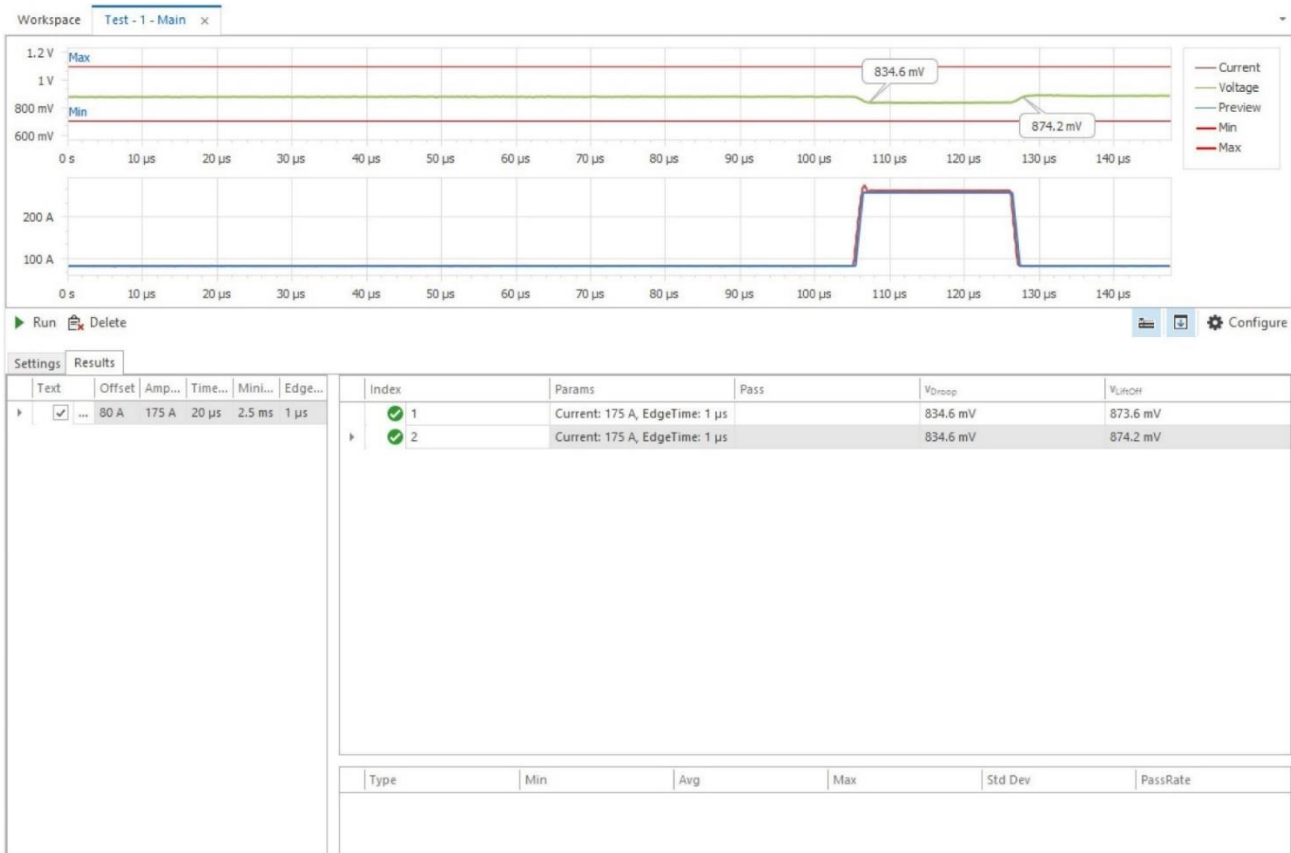 Workspace Test - 1 - Main ×
1.2 V
1 V
800 mV
600 mV
Max
Min
834.6 mV
874.2 mV
0 s 10 µs 20 µs 30 µs 40 µs 50 µs 60 µs 70 µs 80 µs 90 µs 100 µs 110 µs 120 µs 130 µs 140 µs
Current
Voltage
Preview
Min
Max
200 A
100 A
0 s 10 µs 20 µs 30 µs 40 µs 50 µs 60 µs 70 µs 80 µs 90 µs 100 µs 110 µs 120 µs 130 µs 140 µs
Run Delete Configure
Settings Results
Text Offset Amp... Time... Mini... Edge...
... 80 A 175 A 20 µs 2.5 ms 1 µs
Index Params Pass VDroop VLiftOff
1 Current: 175 A, EdgeTime: 1 µs 834.6 mV 873.6 mV
2 Current: 175 A, EdgeTime: 1 µs 834.6 mV 874.2 mV
Type Min Avg Max Std Dev PassRate